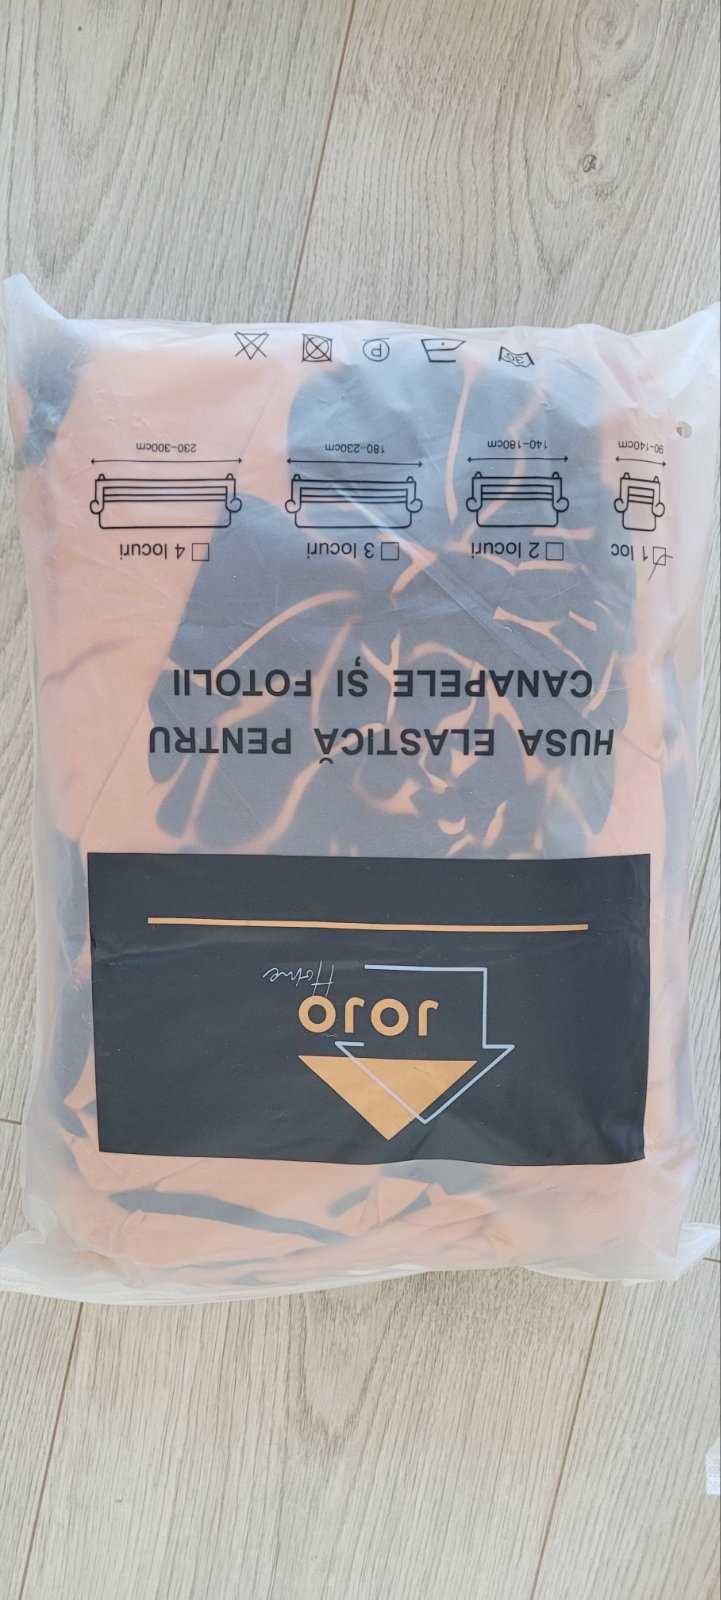 JOJO
Home
HUSA ELASTICĂ PENTRU
CANAPELE ȘI FOTOLII
1 loc
2 locuri
3 locuri
4 locuri
90-140cm
140-180cm
180-230cm
230-300cm
30°
P